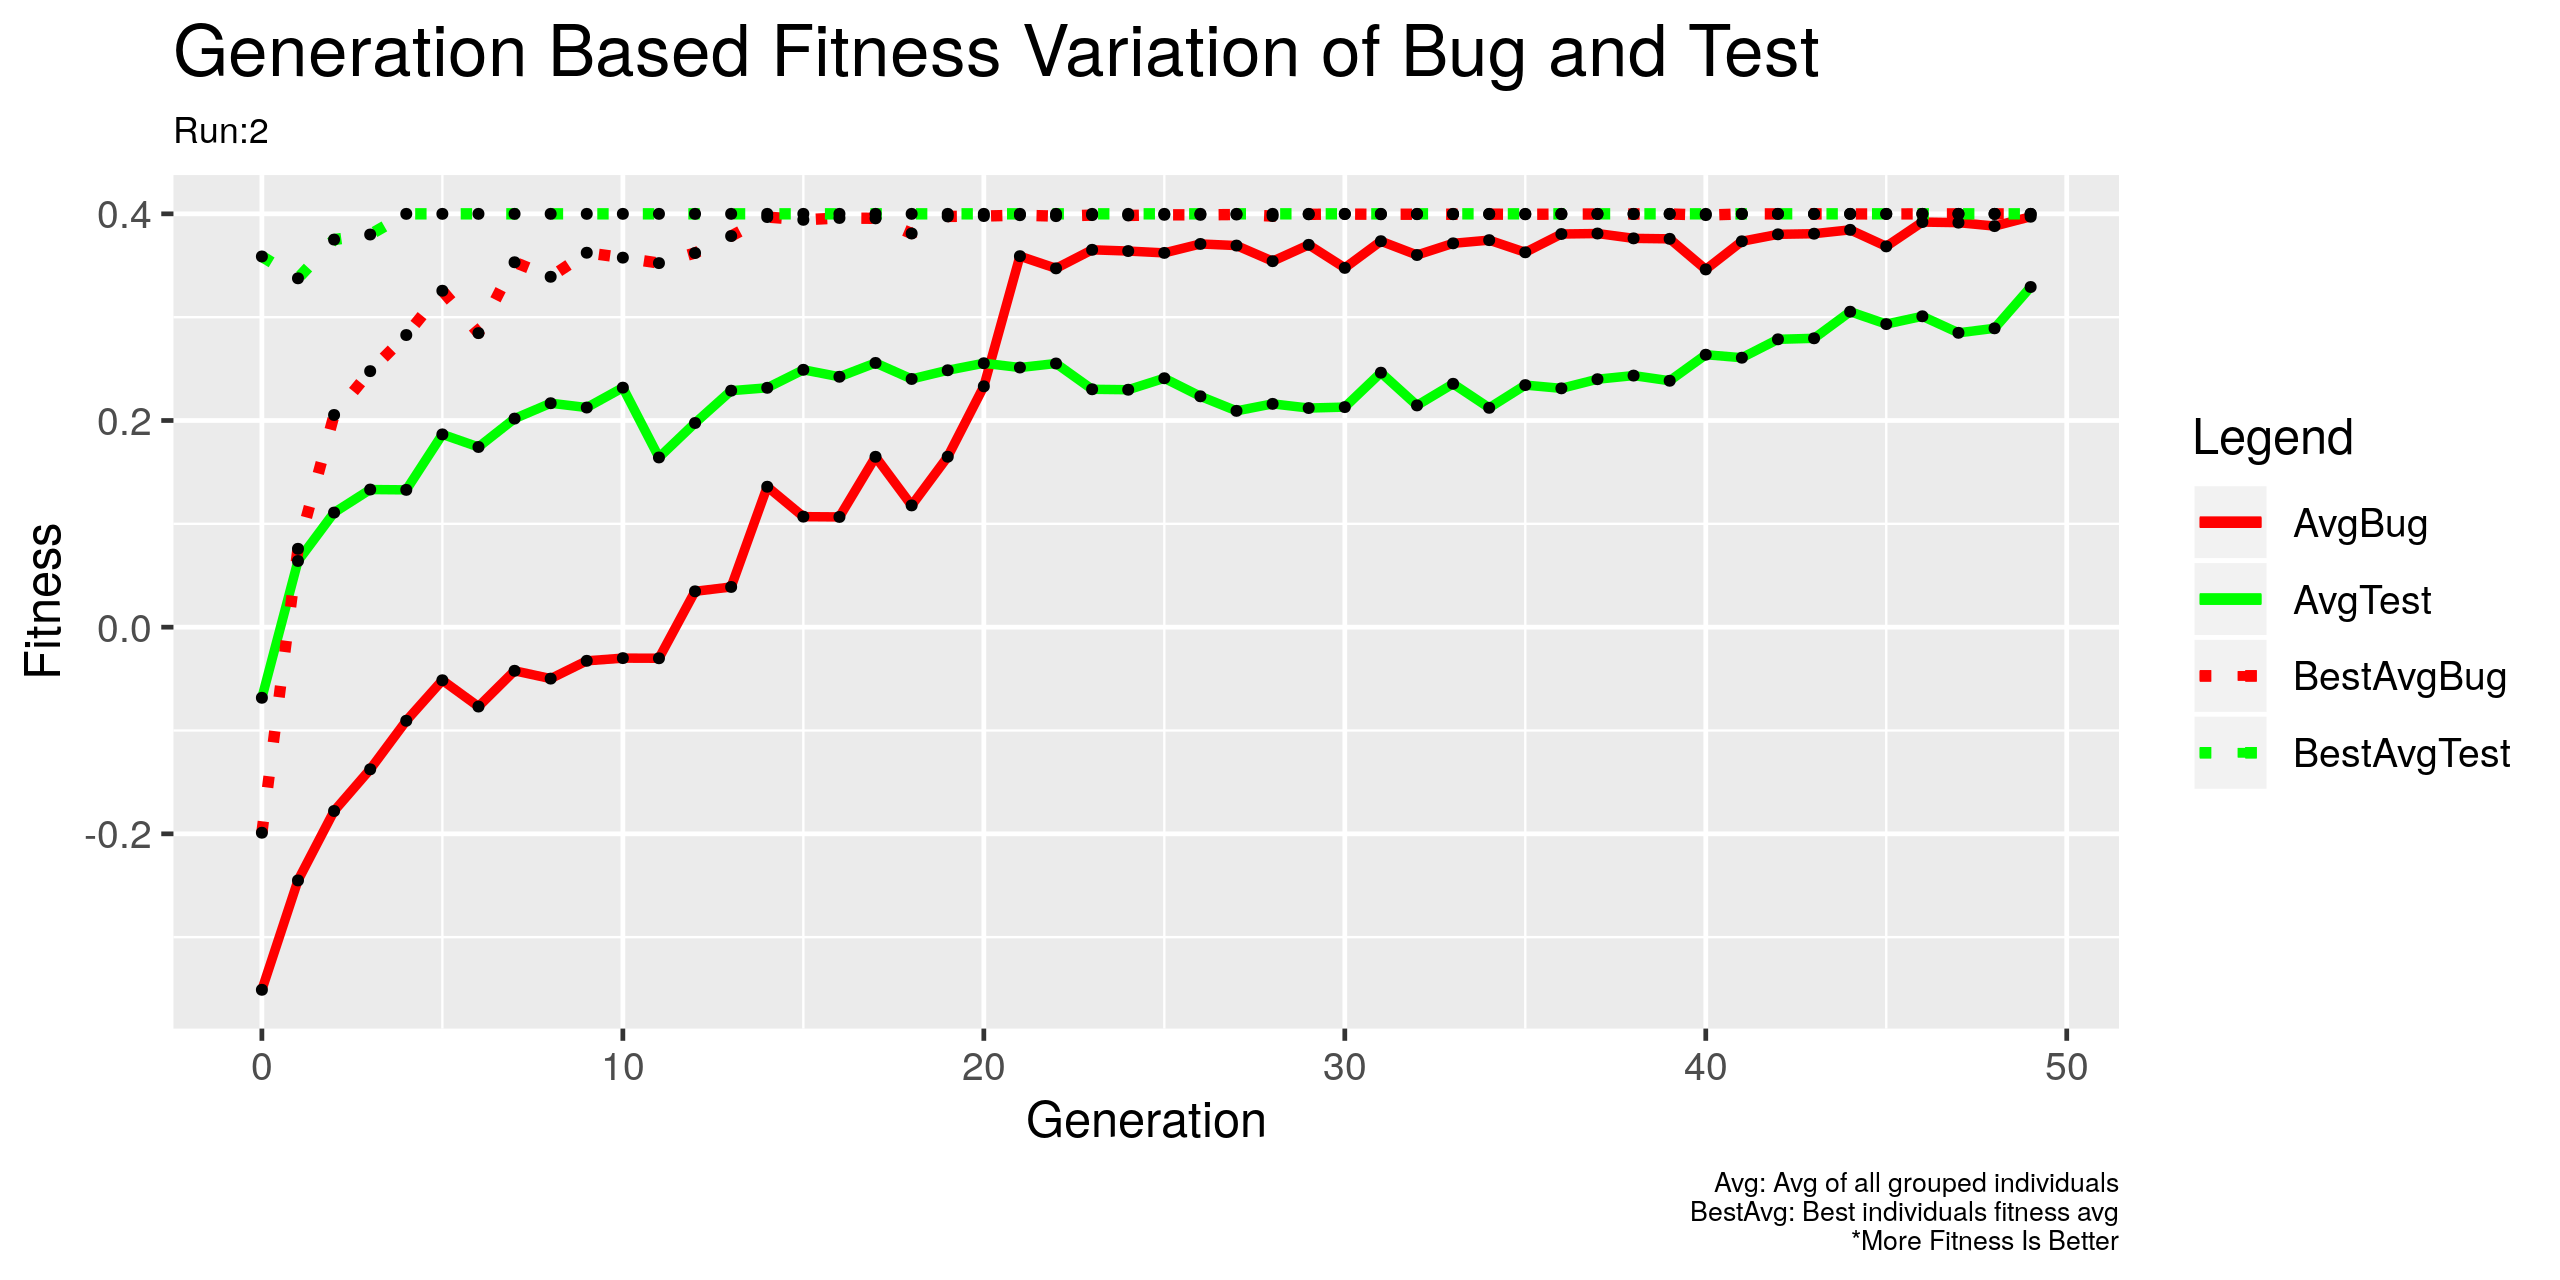 Generation Based Fitness Variation of Bug and Test
Run:2
Fitness
0.4
0.2
0.0
-0.2
0
10
20
30
40
50
Generation
Legend
AvgBug
AvgTest
BestAvgBug
BestAvgTest
Avg: Avg of all grouped individuals
BestAvg: Best individuals fitness avg
*More Fitness Is Better